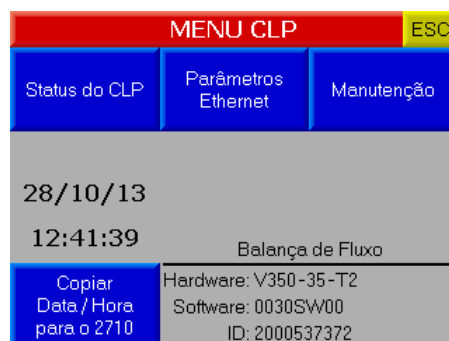 MENU CLP
ESC
Status do CLP
Parâmetros
Ethernet
Manutenção
28/10/13
12:41:39
Balança de Fluxo
Copiar
Data / Hora
para o 2710
Hardware: V350-35-T2
Software: 0030SW00
ID: 2000537372